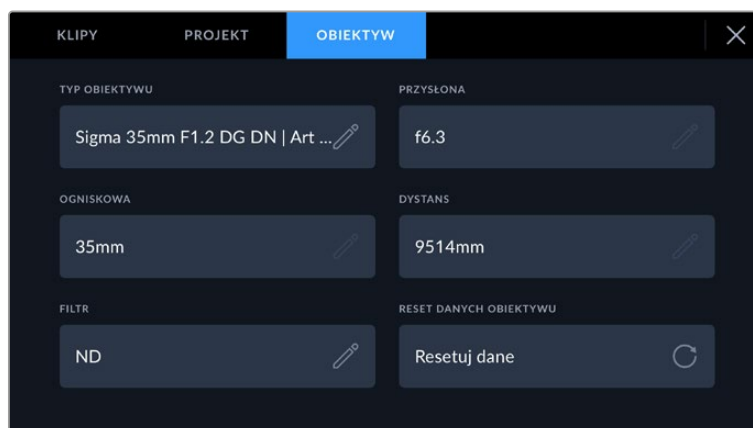 KLIPY PROJEKT OBIEKTYW
TYP OBIEKTYWU PRZYSŁONA
Sigma 35mm F1.2 DG DN | Art ... f6.3
OGNISKOWA DYSTANS
35mm 9514mm
FILTR RESET DANYCH OBIEKTYWU
ND Resetuj dane